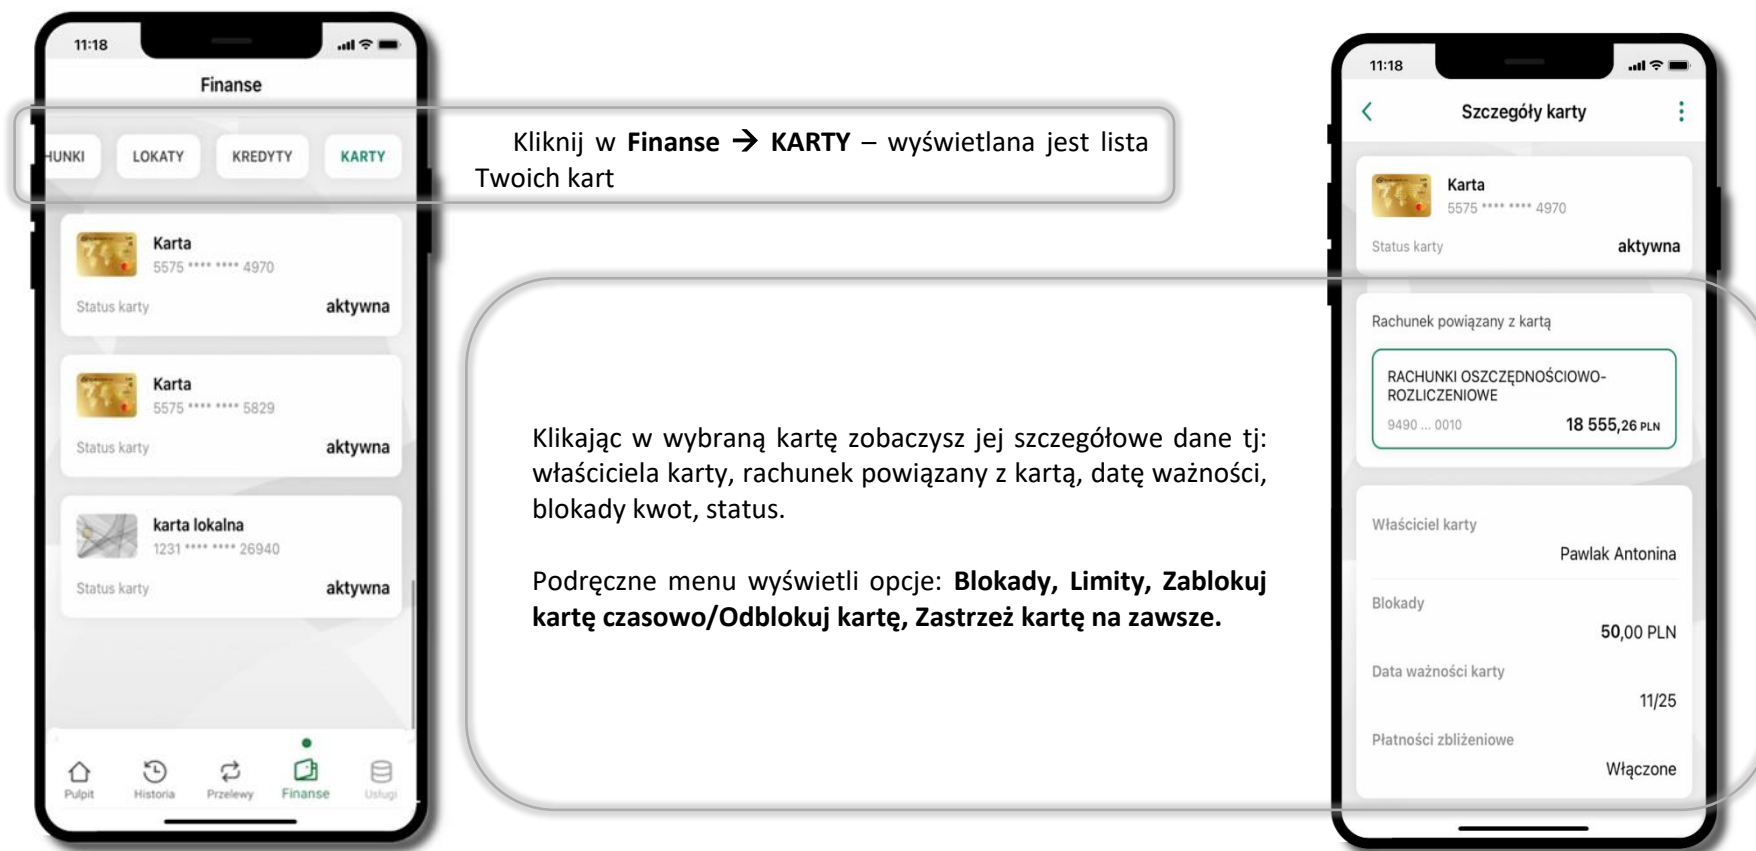 11:18
Finanse
HUNKI LOKATY KREDYTY KARTY
Karta
5575 **** **** 4970
Status karty aktywna
Karta
5575 **** **** 5829
Status karty aktywna
karta lokalna
1231 **** **** 26940
Status karty aktywna
Pulpit Historia Przelewy Finanse Usługi
Kliknij w Finanse → KARTY – wyświetlana jest lista
Twoich kart
Klikając w wybraną kartę zobaczysz jej szczegółowe dane tj:
właściciela karty, rachunek powiązany z kartą, datę ważności,
blokady kwot, status.
Podręczne menu wyświetli opcje: Blokady, Limity, Zablokuj
kartę czasowo/Odblokuj kartę, Zastrzeż kartę na zawsze.
11:18
Szczegóły karty
Karta
5575 **** **** 4970
Status karty aktywna
Rachunek powiązany z kartą
RACHUNKI OSZCZĘDNOŚCIOWO-
ROZLICZENIOWE
9490 ... 0010 18 555,26 PLN
Właściciel karty
Pawlak Antonina
Blokady
50,00 PLN
Data ważności karty
11/25
Płatności zbliżeniowe
Włączone